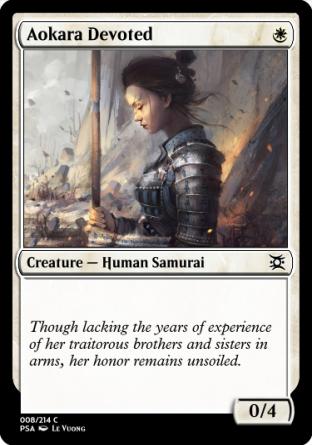 Aokara Devoted
Creature — Human Samurai
Though lacking the years of experience
of her traitorous brothers and sisters in
arms, her honor remains unsoiled.
0/4
008/214 C
PSA Le Vuong